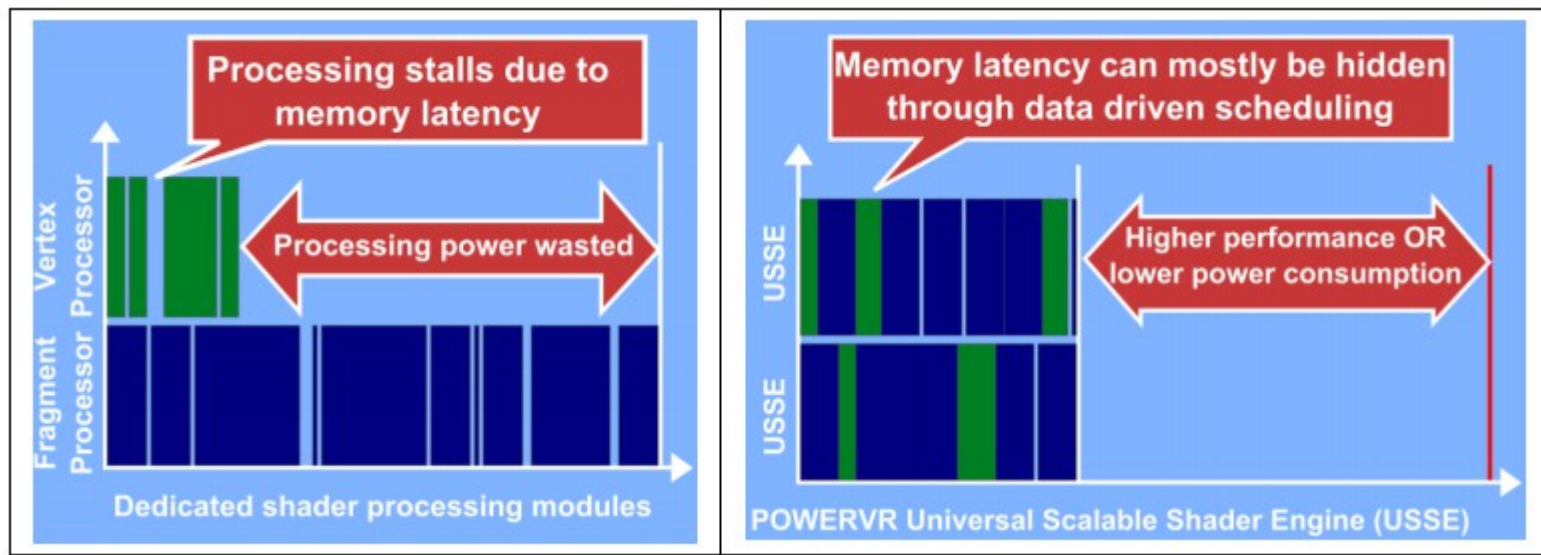 Processing stalls due to
memory latency
Vertex
Processor
Processing power wasted
Fragment
Processor
Dedicated shader processing modules
Memory latency can mostly be hidden
through data driven scheduling
USSE
Higher performance OR
lower power consumption
USSE
POWERVR Universal Scalable Shader Engine (USSE)